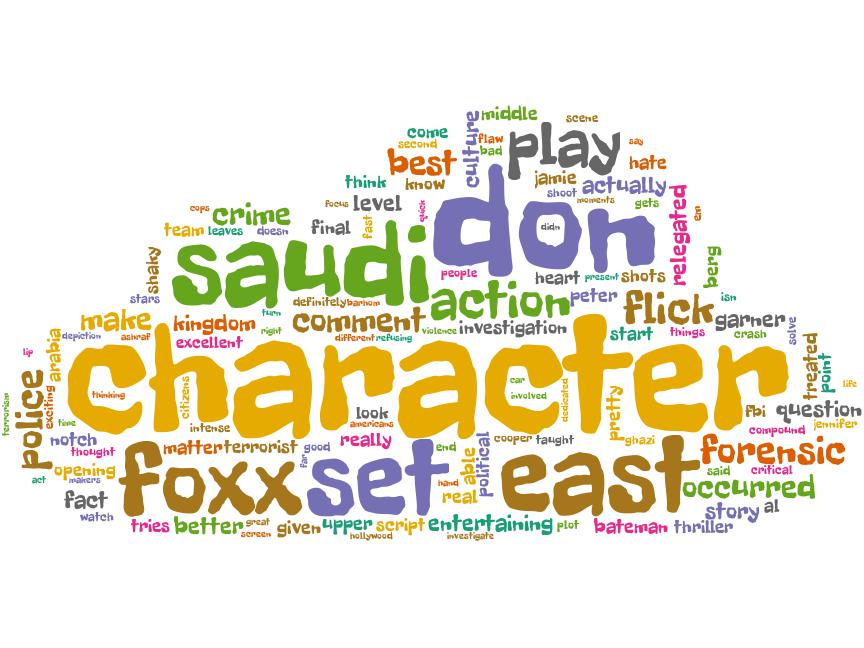 middle
scene
come
culture
flaw
second
bad
play
say
best
hate
think
know
jamie
actually
shoot
moments
gets
relegated
em
cops
crime
focus
level
quick
don
didn
team
leaves
doesn
final
fast
saudi
people
heart
present
shots
berg
shaky
stars
definitely
barnom
action
peter
flick
isn
turn
make
kingdom
right
comment
violence
investigation
start
things
garner
crash
solve
depiction
ashraf
excellent
different
refusing
lip
arabia
character
treated
point
life
police
exciting
thinking
citizens
car
involved
dedicated
pretty
terrorism
time
intense
look
americans
fbi
question
jennifer
compound
notch
thought
matter
terrorist
far
good
really
end
cooper
taught
ghazi
forensic
opening
makers
act
foxx
set
hand
able
real
political
east
said
critical
occurred
fact
watch
story
al
tries
better
great
screen
given
upper
hollywood
script
entertaining
investigate
plot
bateman
thriller